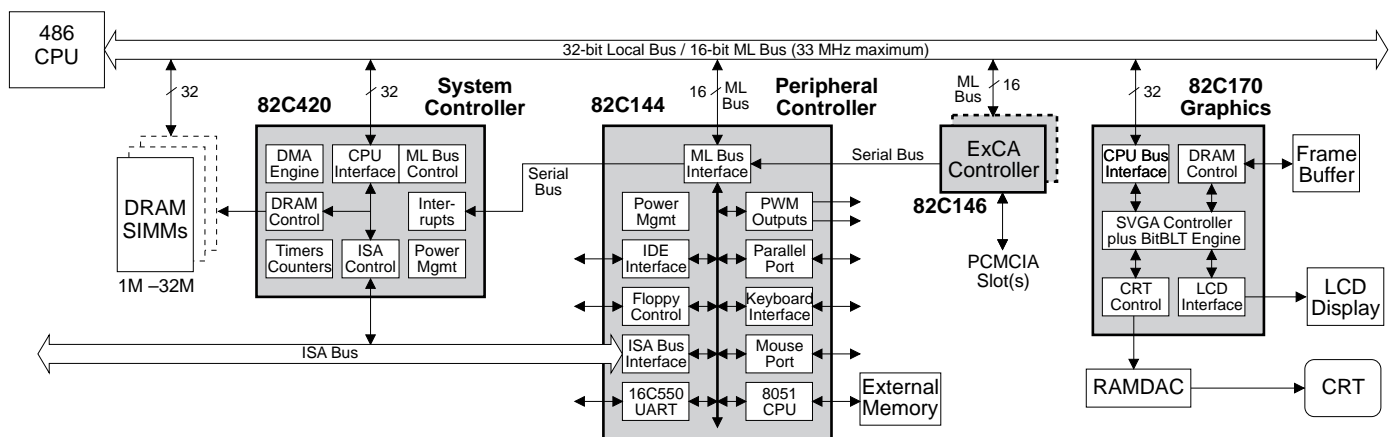 486
CPU
32-bit Local Bus / 16-bit ML Bus (33 MHz maximum)
32
DRAM
SIMMs
1M –32M
82C420
System
Controller
32
DMA
Engine
CPU
Interface
ML Bus
Control
DRAM
Control
Inter-
rupts
Timers
Counters
ISA
Control
Power
Mgmt
Serial
Bus
ISA Bus
82C144
Peripheral
Controller
16
ML
Bus
ML Bus
Interface
Power
Mgmt
PWM
Outputs
IDE
Interface
Parallel
Port
Floppy
Control
Keyboard
Interface
ISA Bus
Interface
Mouse
Port
16C550
UART
8051
CPU
External
Memory
Serial Bus
ML
Bus
16
ExCA
Controller
82C146
PCMCIA
Slot(s)
32
82C170
Graphics
CPU Bus
Interface
DRAM
Control
SVGA Controller
plus BitBLT Engine
CRT
Control
LCD
Interface
Frame
Buffer
LCD
Display
RAMDAC
CRT